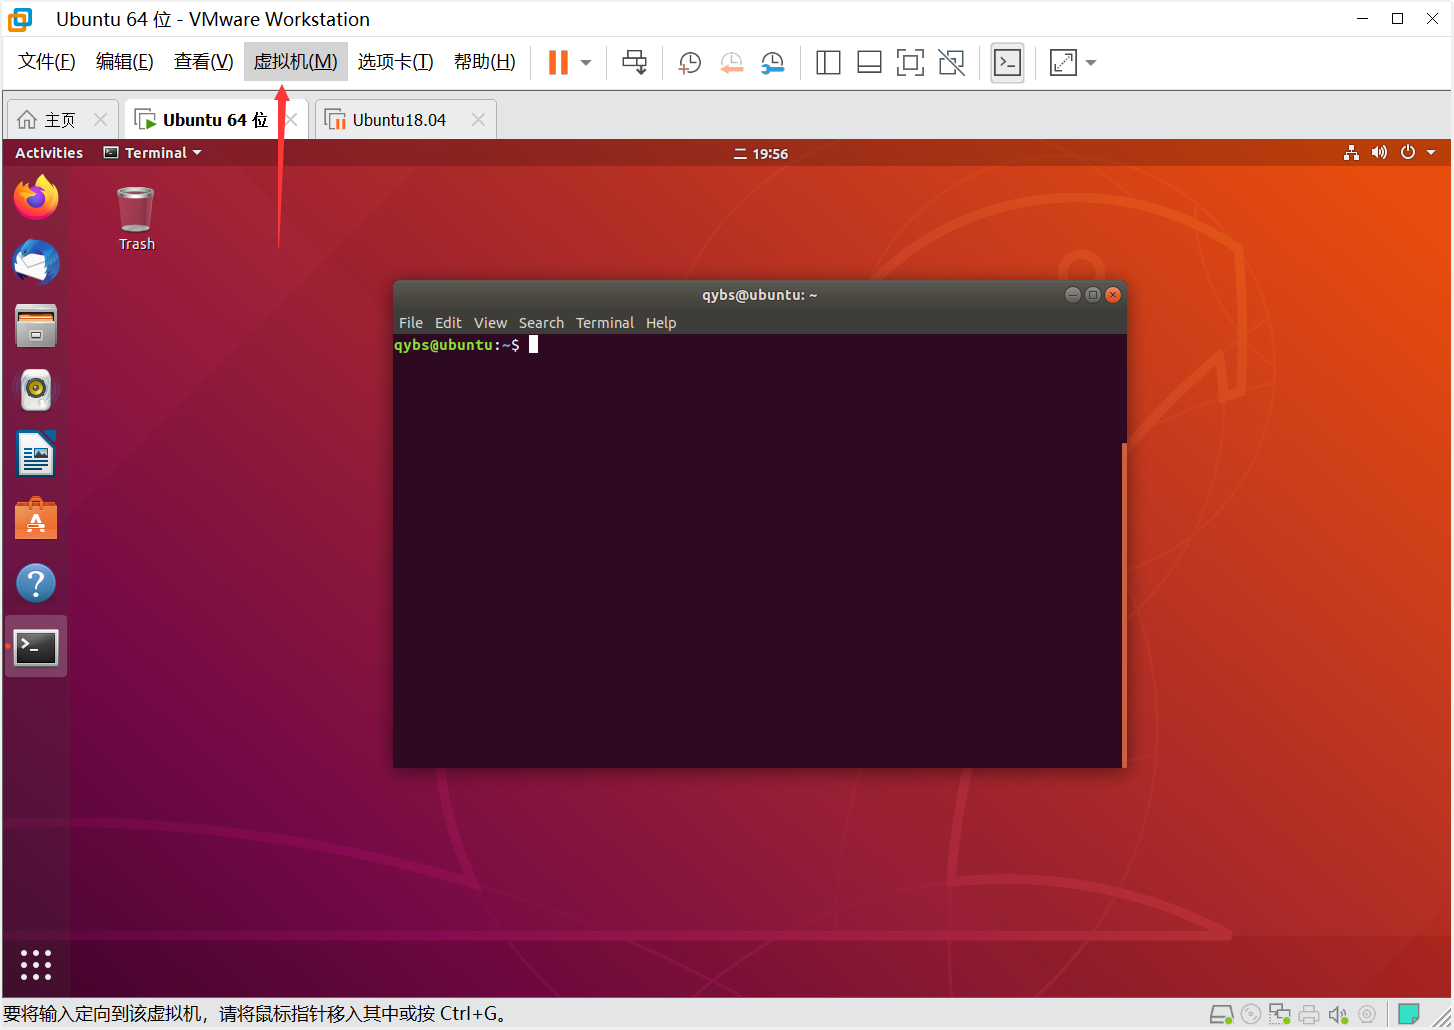 Ubuntu 64 位 - VMware Workstation
文件(F) 编辑(E) 查看(V) 虚拟机(M) 选项卡(T) 帮助(H)
主页 Ubuntu 64 位 Ubuntu18.04
Activities Terminal 二 19:56
Trash
qybs@ubuntu: ~
File Edit View Search Terminal Help
qybs@ubuntu:~$
要将输入定向到该虚拟机，请将鼠标指针移入其中或按 Ctrl+G。